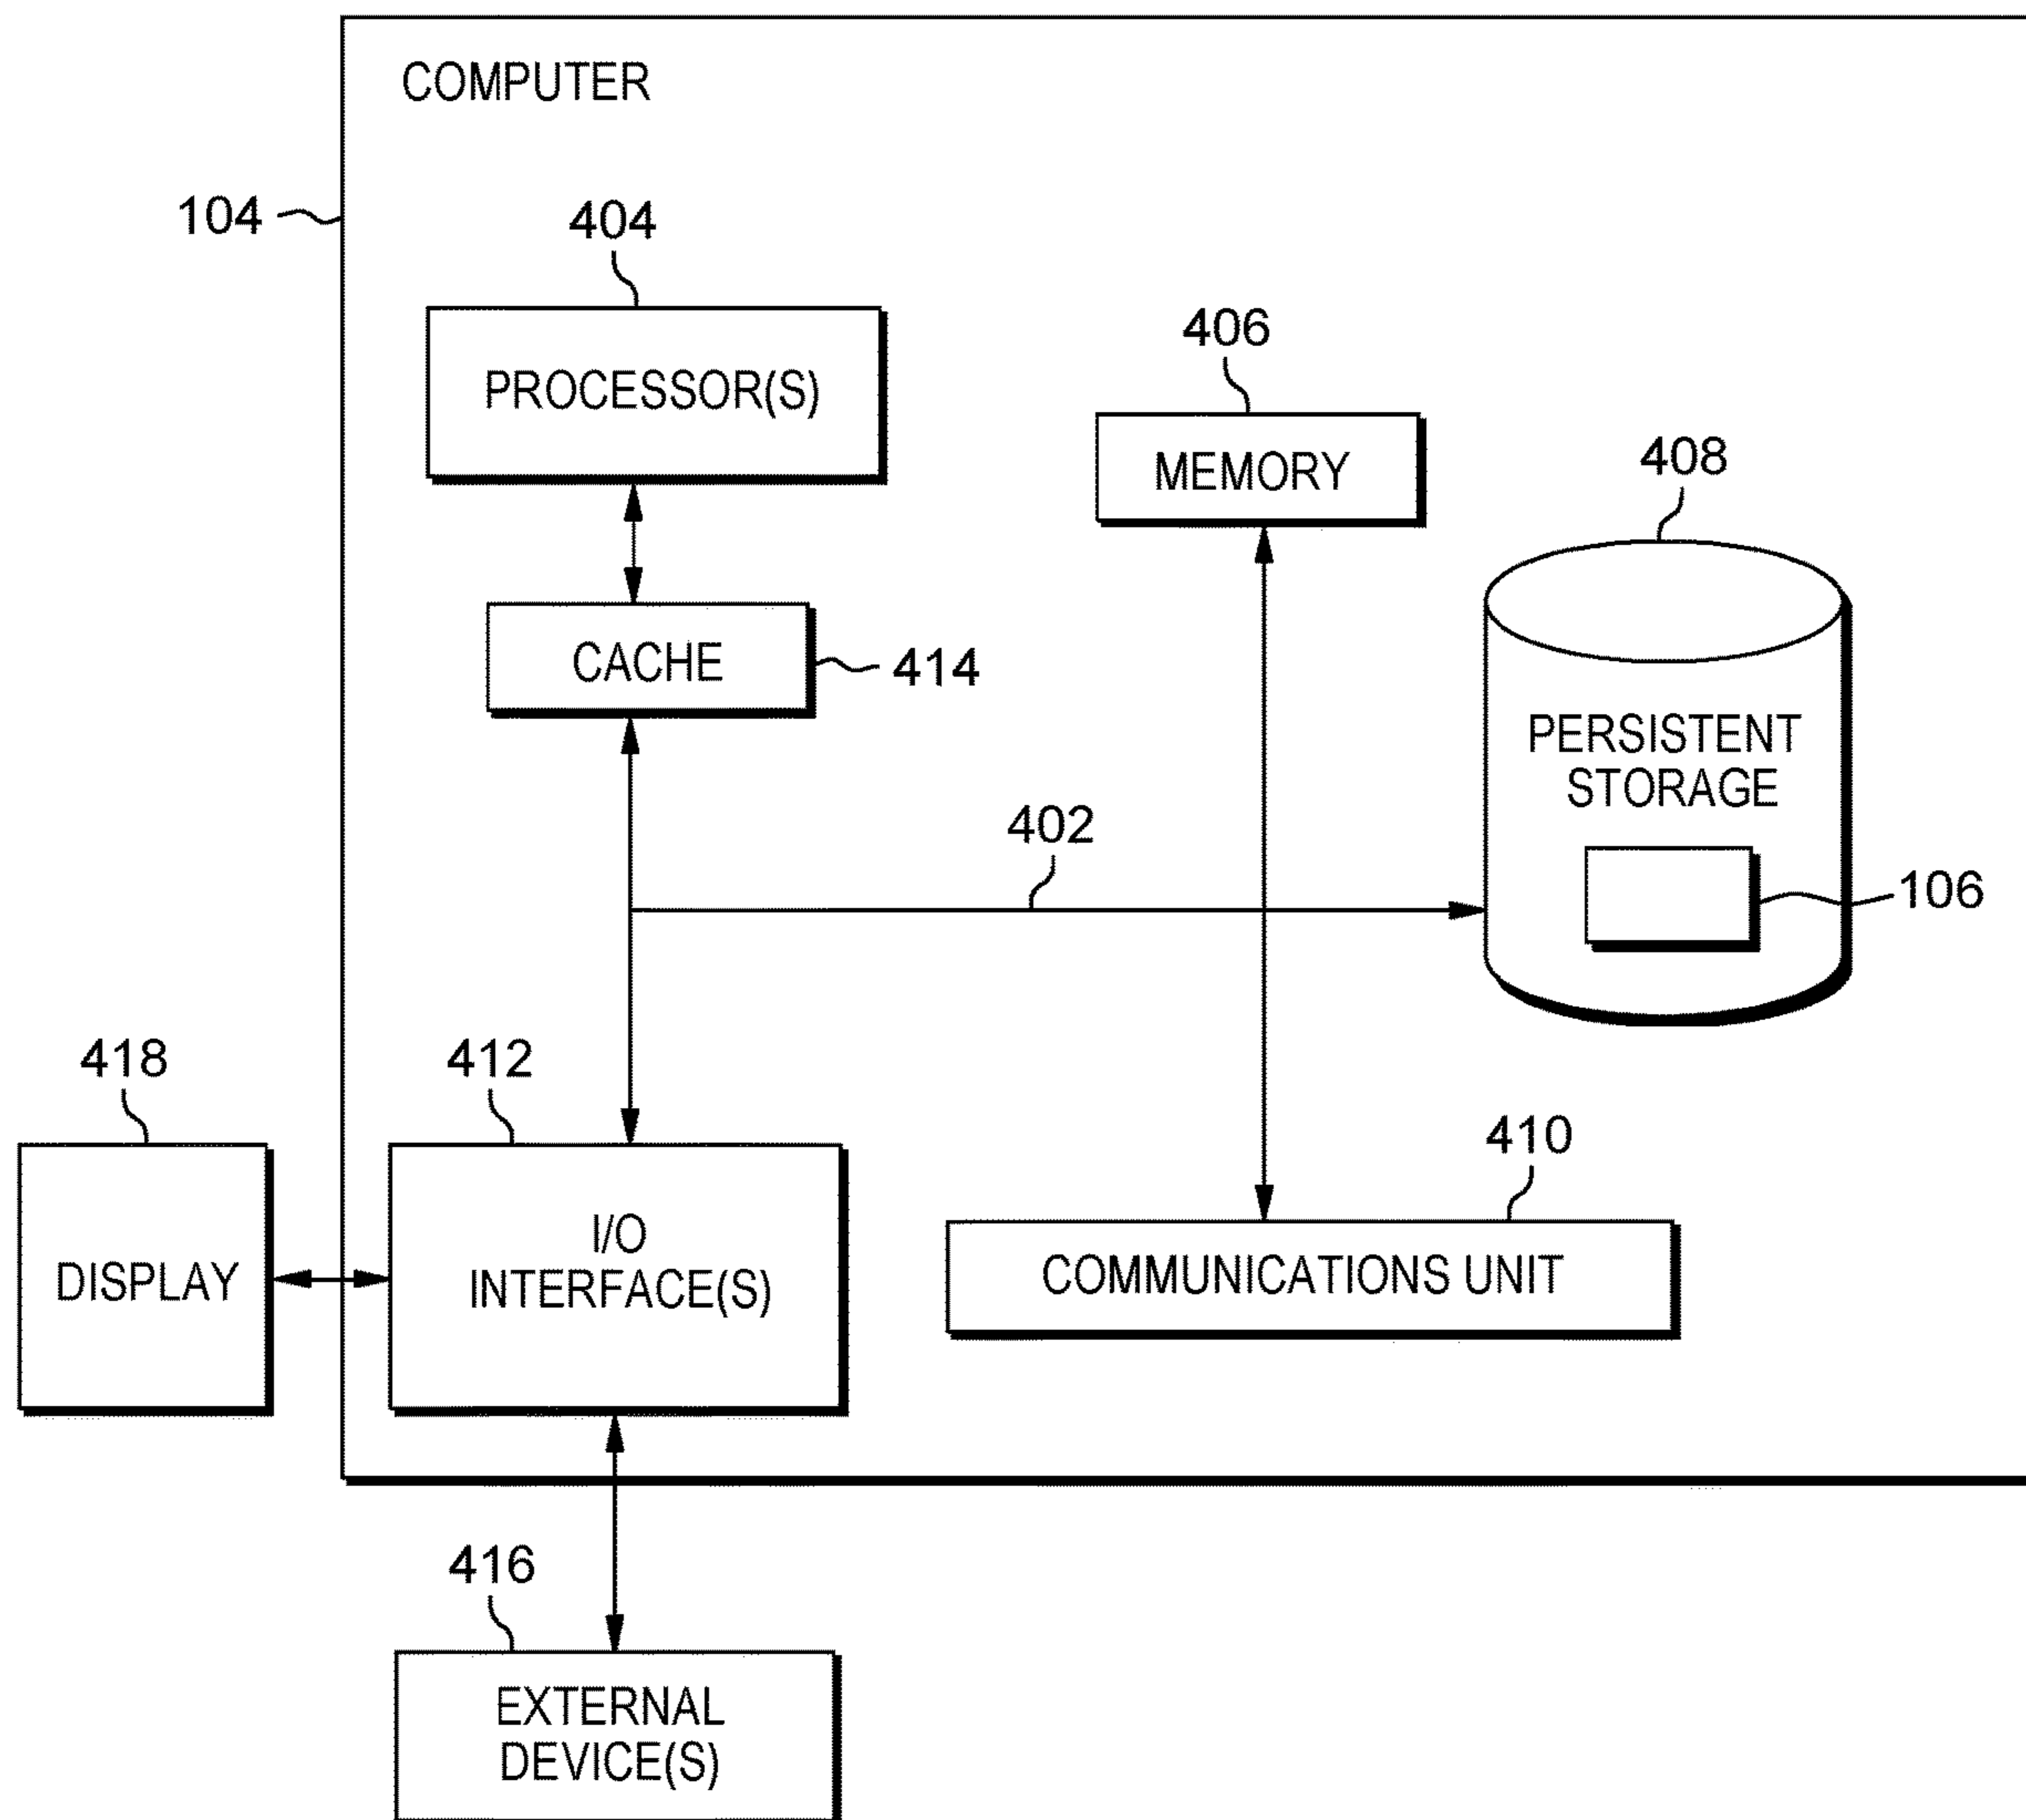 COMPUTER
104
404
PROCESSOR(S)
406
MEMORY
408
CACHE
414
PERSISTENT
STORAGE
402
106
418
412
410
DISPLAY
I/O
INTERFACE(S)
COMMUNICATIONS UNIT
416
EXTERNAL
DEVICE(S)